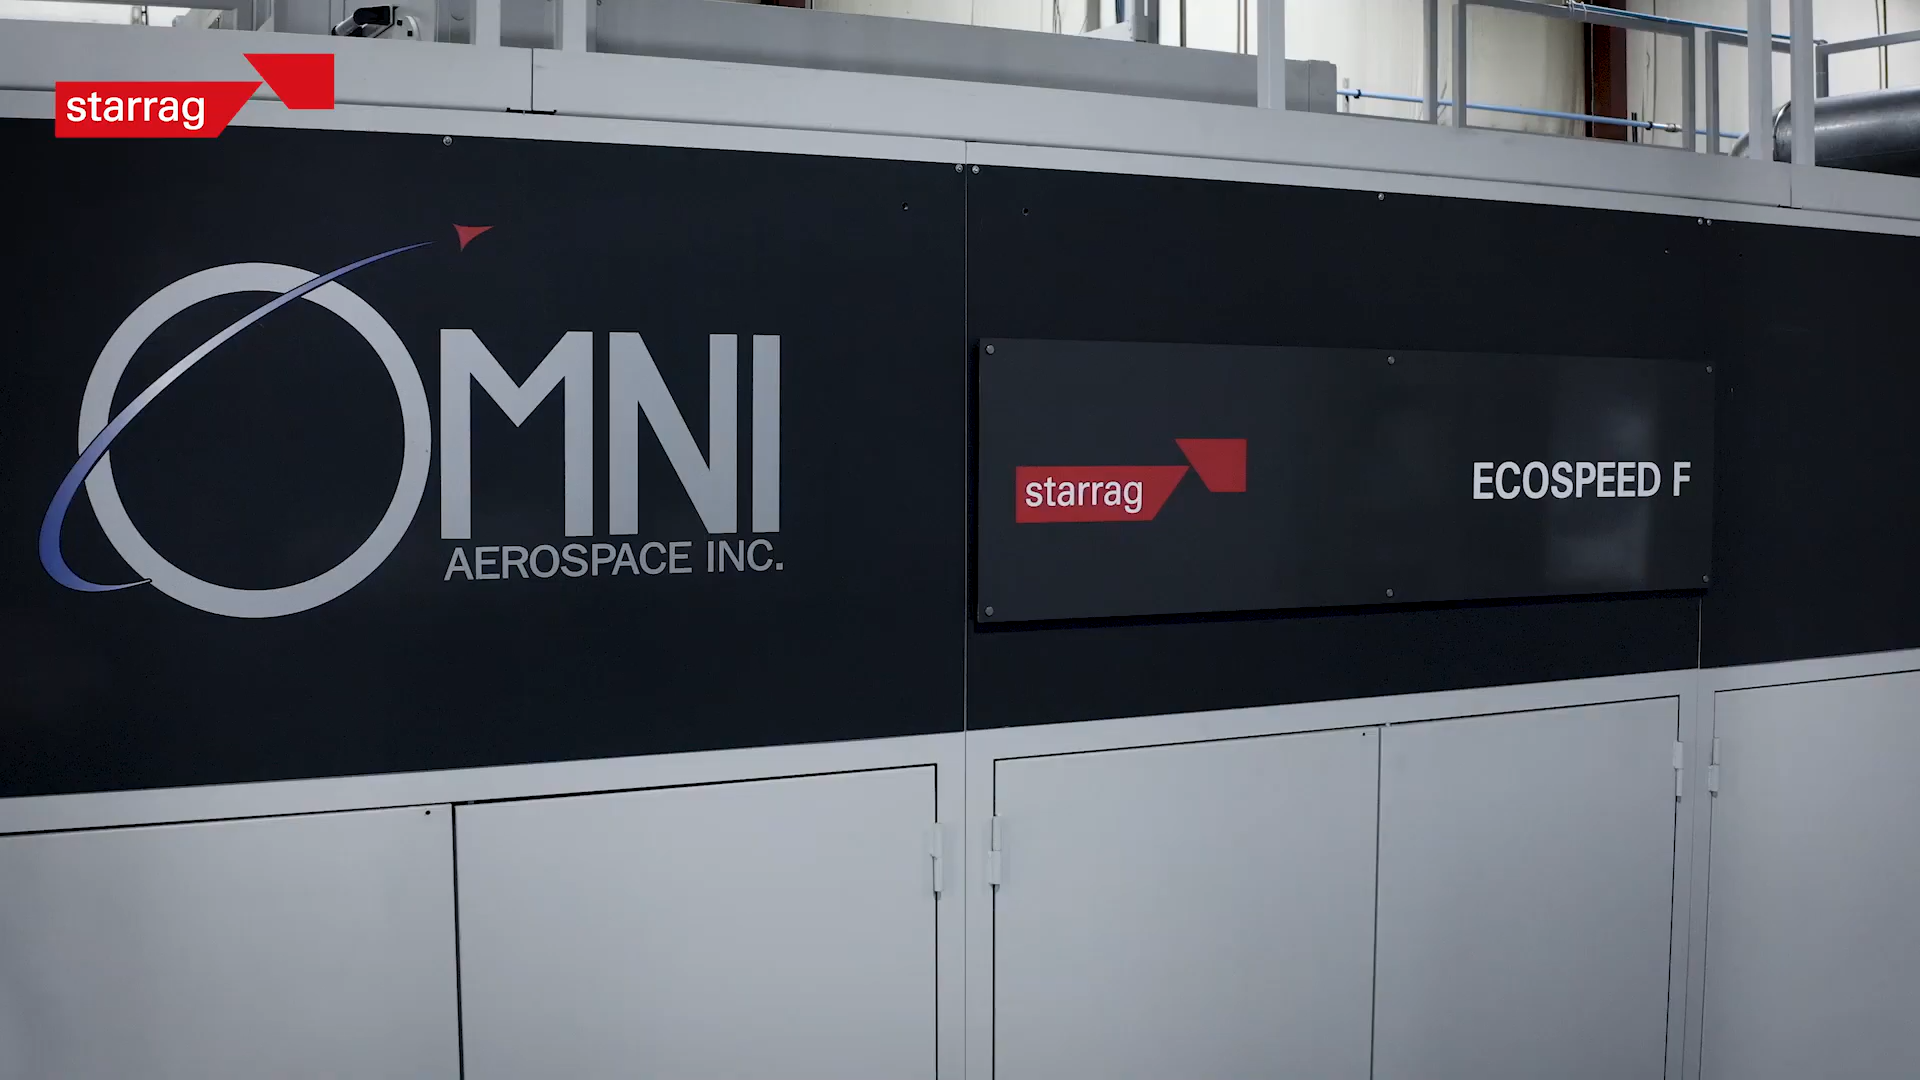 starrag
OMNI
AEROSPACE INC.
starrag
ECOSPEED F